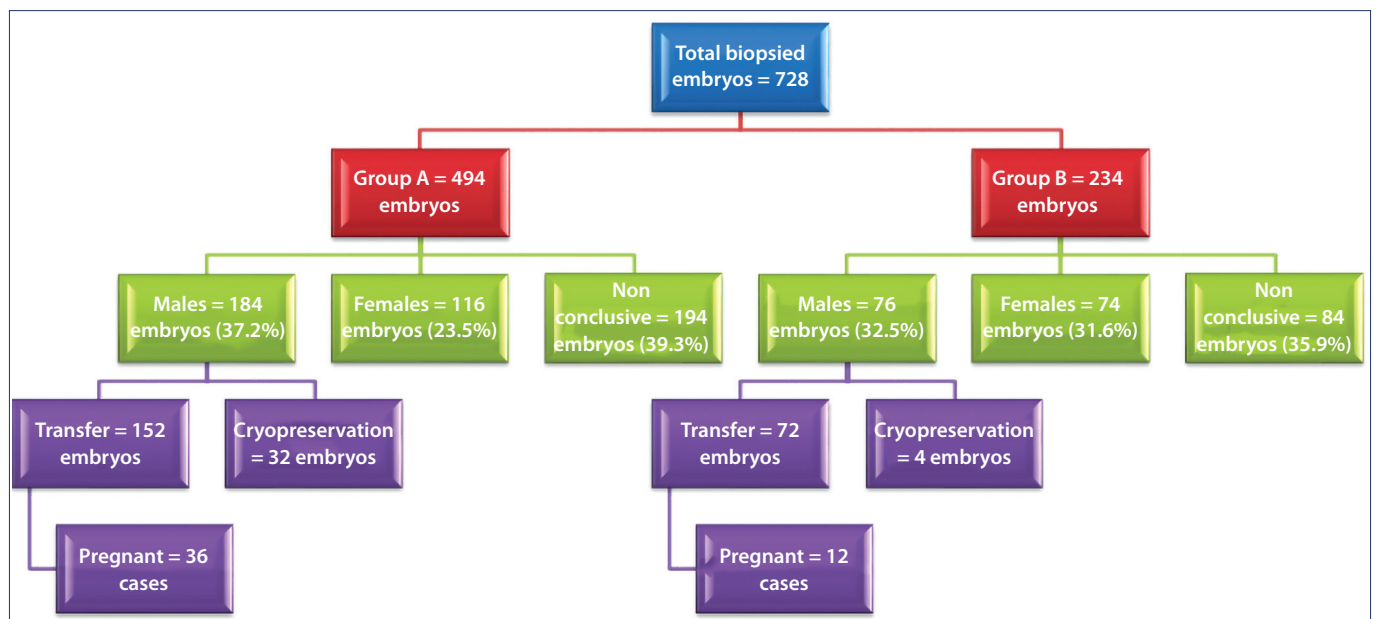 Total biopsied
embryos = 728
Group A = 494
embryos
Group B = 234
embryos
Males = 184
embryos (37.2%)
Females = 116
embryos (23.5%)
Non
conclusive = 194
embryos (39.3%)
Males = 76
embryos (32.5%)
Females = 74
embryos (31.6%)
Non
conclusive = 84
embryos (35.9%)
Transfer = 152
embryos
Cryopreservation
= 32 embryos
Transfer = 72
embryos
Cryopreservation
= 4 embryos
Pregnant = 36
cases
Pregnant = 12
cases